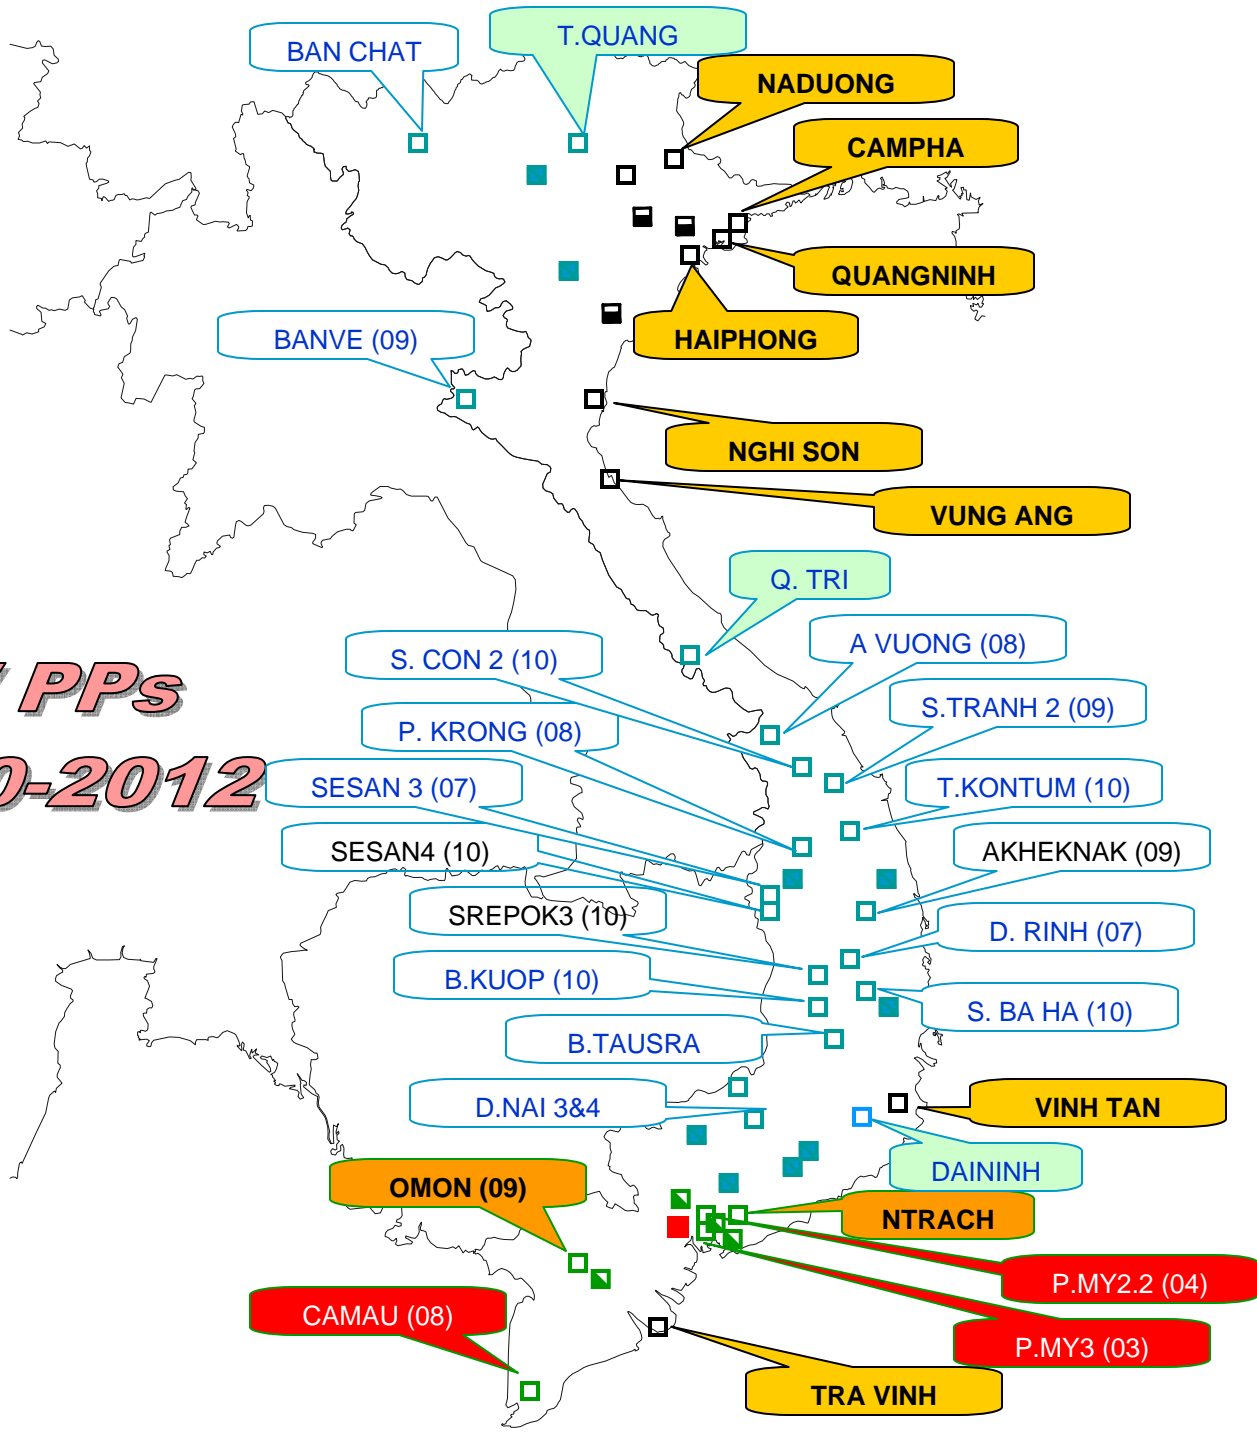 T.QUANG
BAN CHAT
NADUONG
CAMPHA
QUANGNINH
HAIPHONG
BANVE (09)
NGHI SON
VUNG ANG
Q. TRI
A VUONG (08)
S. CON 2 (10)
PPs
S.TRANH 2 (09)
P. KRONG (08)
0-2012
SESAN 3 (07)
T.KONTUM (10)
SESAN4 (10)
AKHEKNAK (09)
SREPOK3 (10)
D. RINH (07)
B.KUOP (10)
S. BA HA (10)
B.TAUSRA
D.NAI 3&4
VINH TAN
DAININH
OMON (09)
NTRACH
P.MY2.2 (04)
CAMAU (08)
P.MY3 (03)
TRA VINH